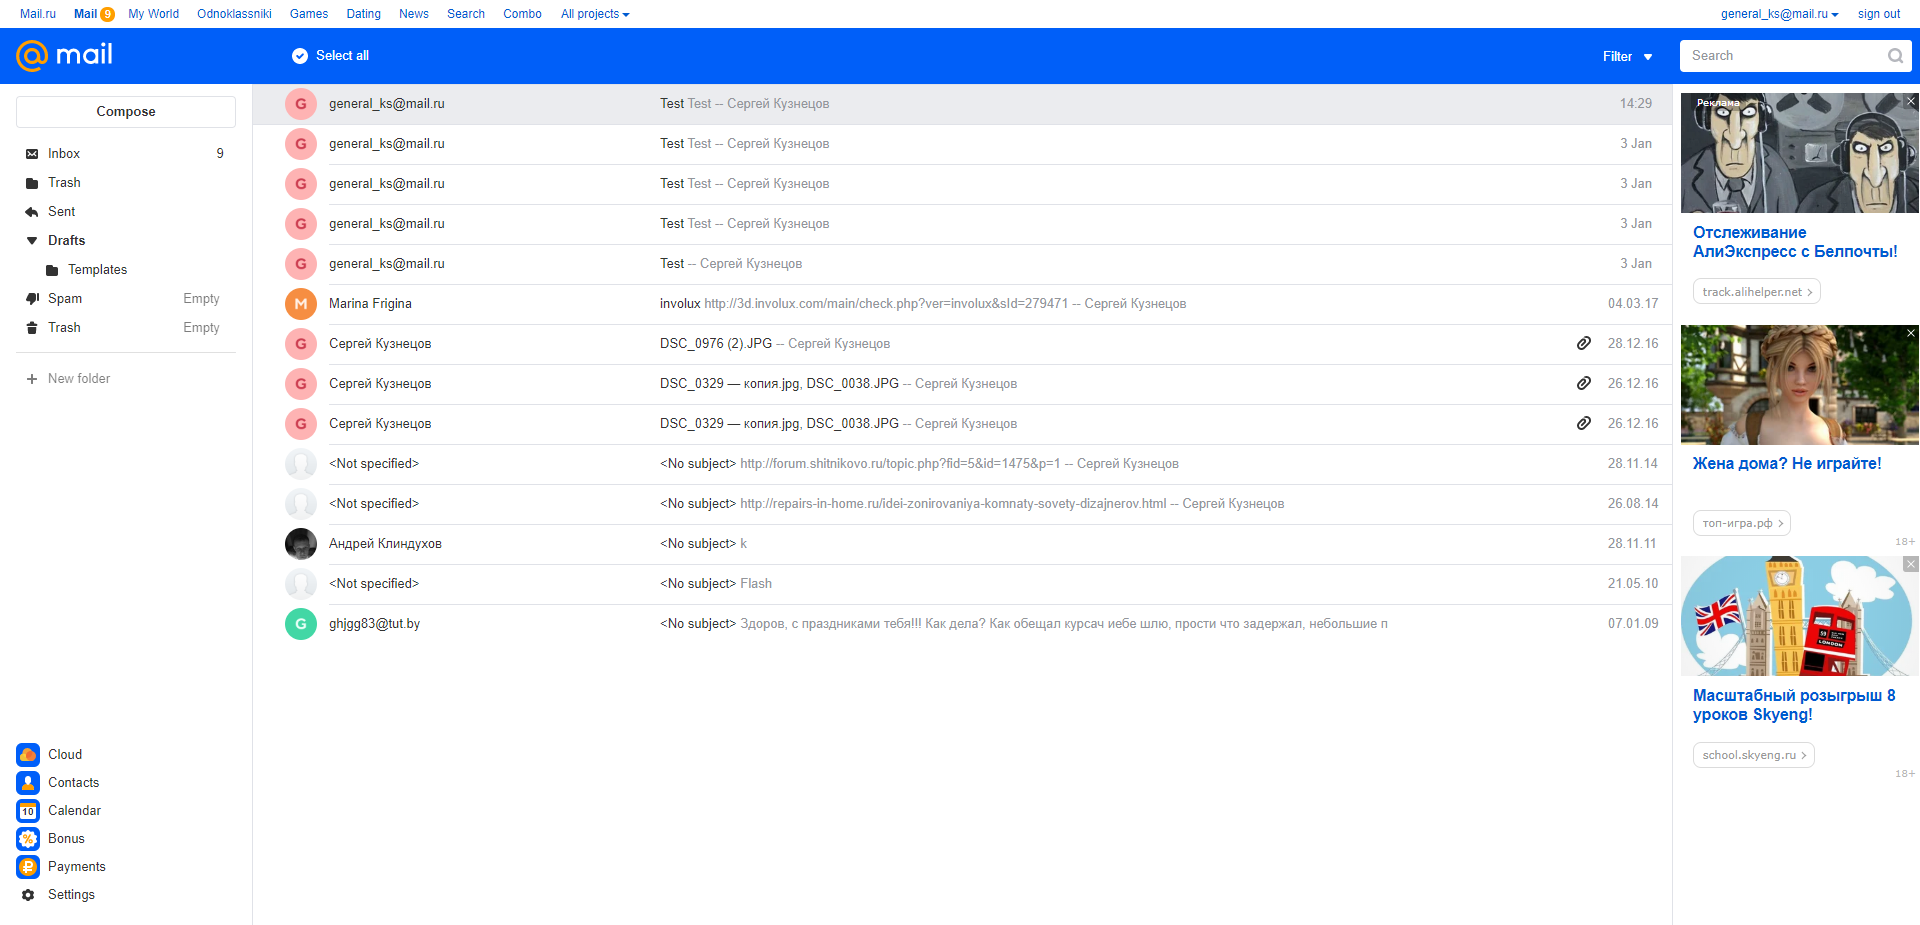 Mail.ru Mail 9 My World Odnoklassniki Games Dating News Search Combo All projects general_ks@mail.ru sign out
@mail Select all Filter Search
Compose
Inbox 9
Trash
Sent
Drafts
Templates
Spam Empty
Trash Empty
New folder
Cloud
Contacts
10 Calendar
% Bonus
₽ Payments
Settings
G general_ks@mail.ru Test Test -- Сергей Кузнецов 14:29
G general_ks@mail.ru Test Test -- Сергей Кузнецов 3 Jan
G general_ks@mail.ru Test Test -- Сергей Кузнецов 3 Jan
G general_ks@mail.ru Test Test -- Сергей Кузнецов 3 Jan
G general_ks@mail.ru Test -- Сергей Кузнецов 3 Jan
M Marina Frigina involux http://3d.involux.com/main/check.php?ver=involux&sId=279471 -- Сергей Кузнецов 04.03.17
G Сергей Кузнецов DSC_0976 (2).JPG -- Сергей Кузнецов 28.12.16
G Сергей Кузнецов DSC_0329 — копия.jpg, DSC_0038.JPG -- Сергей Кузнецов 26.12.16
G Сергей Кузнецов DSC_0329 — копия.jpg, DSC_0038.JPG -- Сергей Кузнецов 26.12.16
<Not specified> <No subject> http://forum.shitnikovo.ru/topic.php?fid=5&id=1475&p=1 -- Сергей Кузнецов 28.11.14
<Not specified> <No subject> http://repairs-in-home.ru/idei-zonirovaniya-komnaty-sovety-dizajnerov.html -- Сергей Кузнецов 26.08.14
Андрей Клиндухов <No subject> k 28.11.11
<Not specified> <No subject> Flash 21.05.10
G ghjgg83@tut.by <No subject> Здоров, с праздниками тебя!!! Как дела? Как обещал курсач иебе шлю, прости что задержал, небольшие п 07.01.09
Реклама
Отслеживание
АлиЭкспресс с Белпочты!
track.alihelper.net >
Жена дома? Не играйте!
топ-игра.рф >
18+
59
LONDON
Масштабный розыгрыш 8
уроков Skyeng!
school.skyeng.ru >
18+